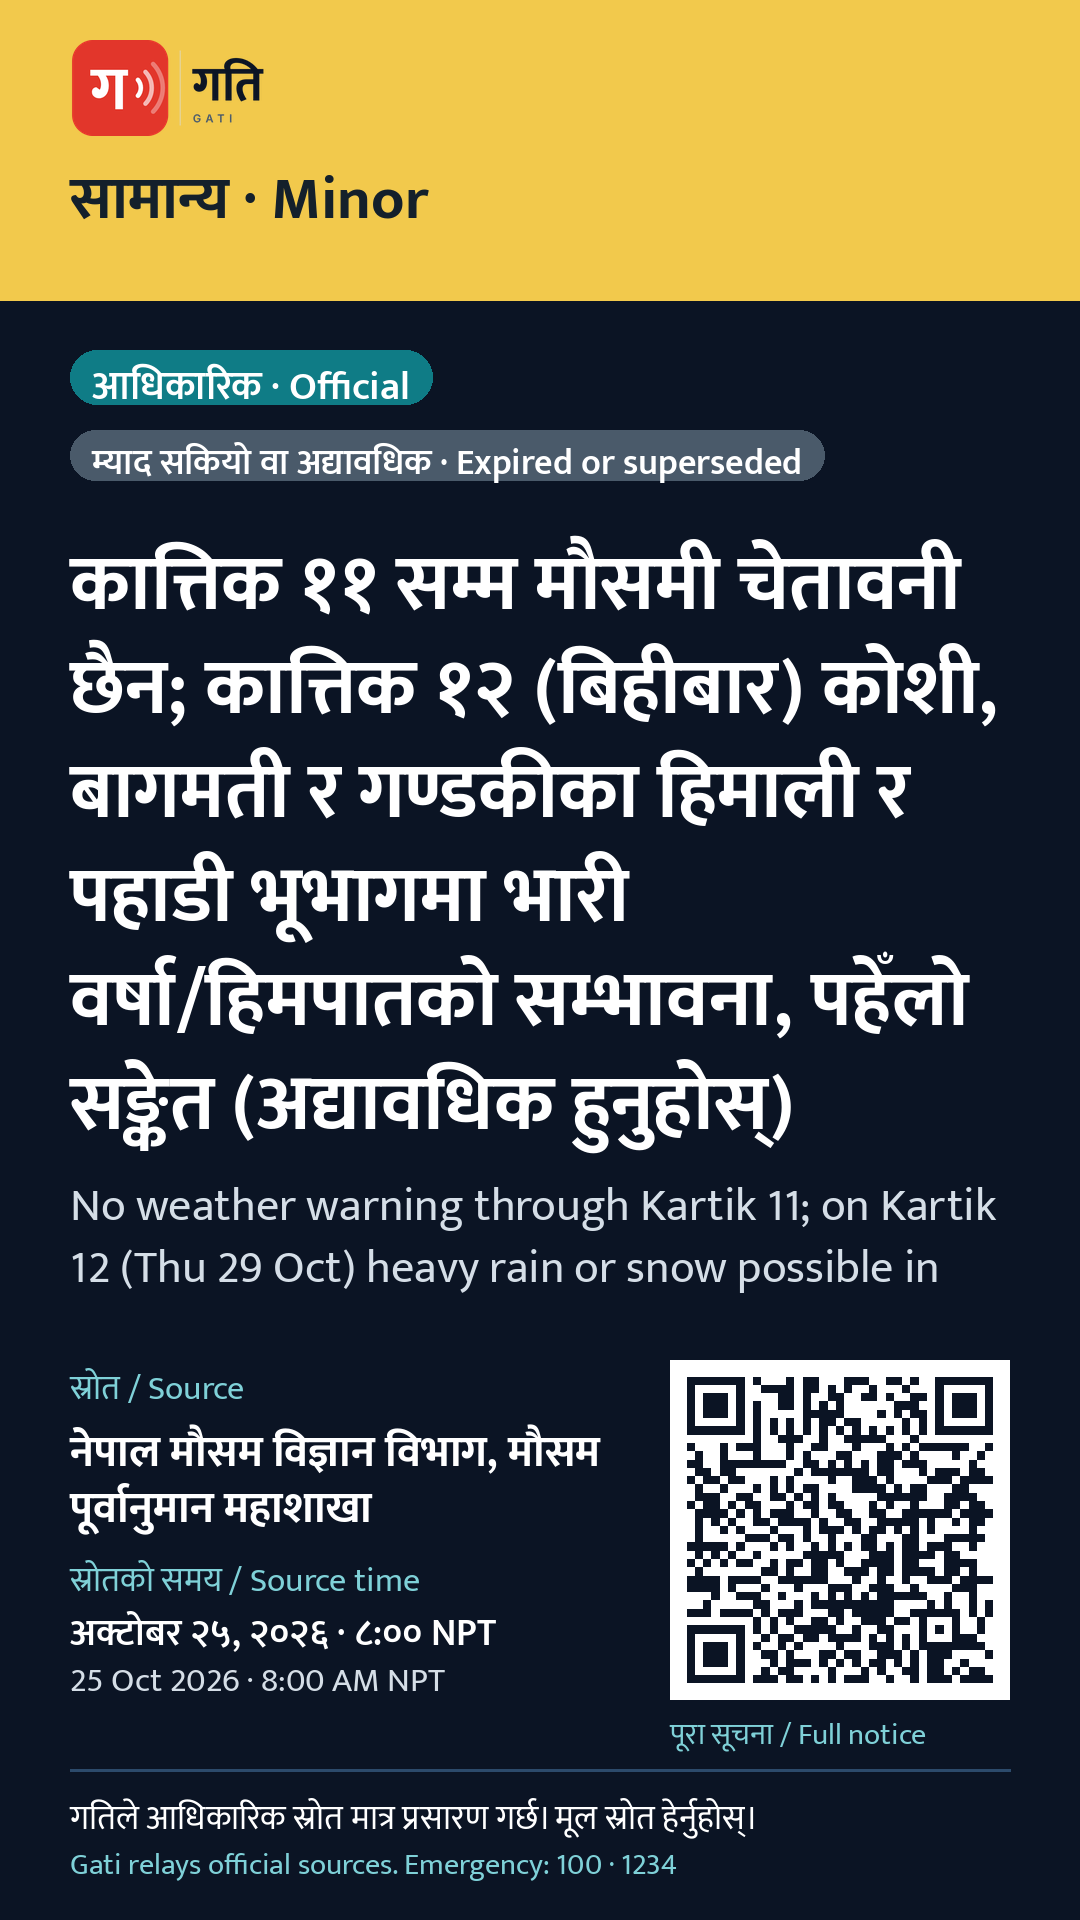 ग
गति
GATI
सामान्य · Minor
आधिकारिक · Official
म्याद सकियो वा अद्यावधिक · Expired or superseded
कात्तिक ११ सम्म मौसमी चेतावनी
छैन; कात्तिक १२ (बिहीबार) कोशी,
बागमती र गण्डकीका हिमाली र
पहाडी भूभागमा भारी
वर्षा/हिमपातको सम्भावना, पहेँलो
सङ्केत (अद्यावधिक हुनुहोस्)
No weather warning through Kartik 11; on Kartik
12 (Thu 29 Oct) heavy rain or snow possible in
स्रोत / Source
नेपाल मौसम विज्ञान विभाग, मौसम
पूर्वानुमान महाशाखा
स्रोतको समय / Source time
अक्टोबर २५, २०२६ · ८:०० NPT
25 Oct 2026 · 8:00 AM NPT
पूरा सूचना / Full notice
गतिले आधिकारिक स्रोत मात्र प्रसारण गर्छ। मूल स्रोत हेर्नुहोस्।
Gati relays official sources. Emergency: 100 · 1234